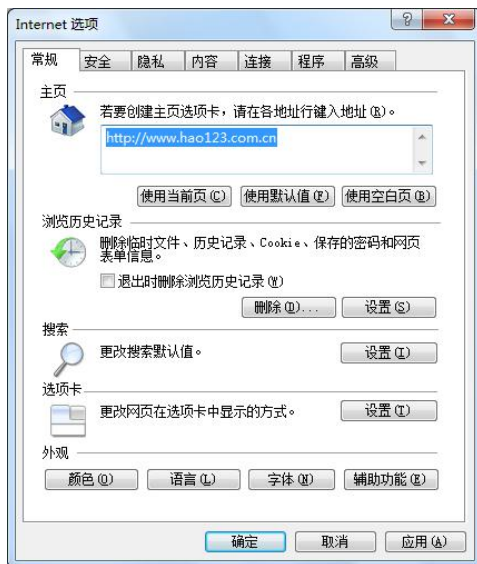 Internet 选项
常规 安全 隐私 内容 连接 程序 高级
主页
若要创建主页选项卡，请在各地址行键入地址(R)。
http://www.hao123.com.cn
使用当前页(C) 使用默认值(F) 使用空白页(B)
浏览历史记录
删除临时文件、历史记录、Cookie、保存的密码和网页
表单信息。
退出时删除浏览历史记录(W)
删除(D)... 设置(S)
搜索
更改搜索默认值。 设置(I)
选项卡
更改网页在选项卡中显示的方式。 设置(T)
外观
颜色(O) 语言(L) 字体(N) 辅助功能(E)
确定 取消 应用(A)